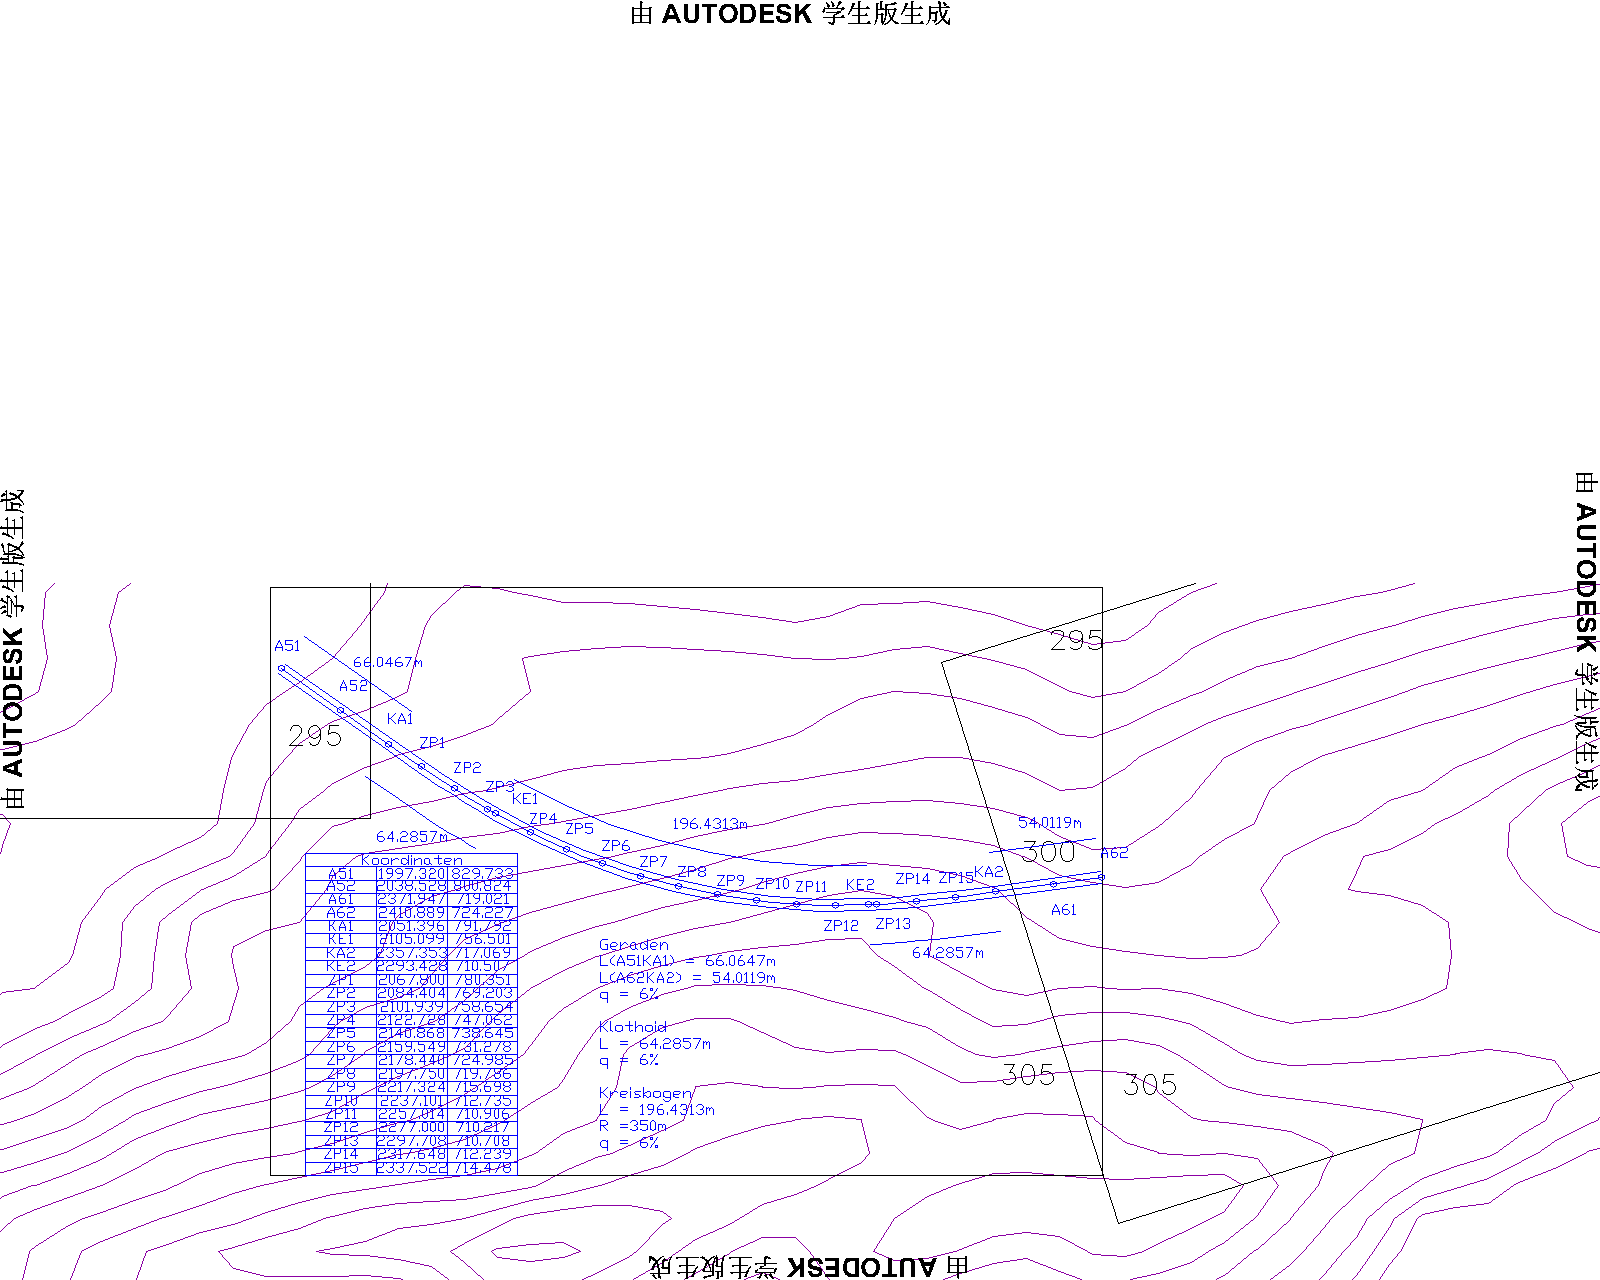 由 AUTODESK 学生版生成
由 AUTODESK 学生版生成
由 AUTODESK 学生版生成
295
A51
66.0467m
A52
KA1
295
ZP1
ZP2
ZP3
KE1
ZP4
196.4313m
54.0119m
ZP5
64.2857m
ZP6
300
A62
ZP7
ZP8
KA2
ZP9
ZP10
ZP11
KE2
ZP14
ZP15
A61
ZP12
ZP13
64.2857m
Koordinaten
A51 1997.320 829.733
A52 2038.528 800.824
A61 2371.947 719.021
A62 2410.889 724.227
KA1 2051.396 791.792
KE1 2105.099 756.501
KA2 2357.353 717.069
KE2 2293.428 710.507
ZP1 2067.800 780.351
ZP2 2084.404 769.203
ZP3 2101.939 758.654
ZP4 2122.728 747.062
ZP5 2140.868 738.645
ZP6 2159.549 731.278
ZP7 2178.440 724.985
ZP8 2197.750 719.786
ZP9 2217.324 715.698
ZP10 2237.101 712.735
ZP11 2257.014 710.906
ZP12 2277.000 710.217
ZP13 2297.708 710.708
ZP14 2317.648 712.239
ZP15 2337.522 714.478
Geraden
L(A51KA1) = 66.0647m
L(A62KA2) = 54.0119m
q = 6%
Klothoid
L = 64.2857m
q = 6%
Kreisbogen
L = 196.4313m
R =350m
q = 6%
305
305
由 AUTODESK 学生版生成